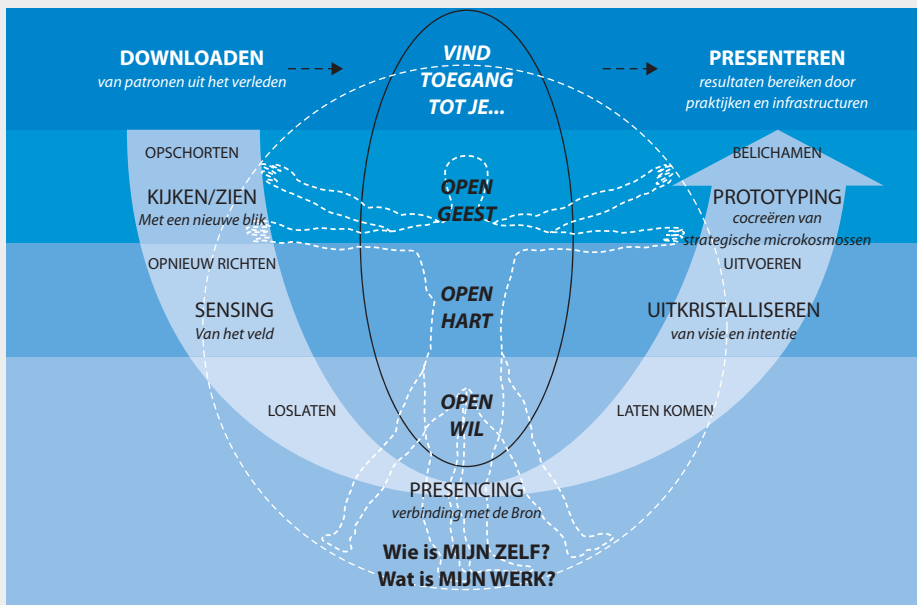 DOWNLOADEN
van patronen uit het verleden
VIND
TOEGANG
TOT JE...
PRESENTEREN
resultaten bereiken door
praktijken en infrastructuren
OPSCHORTEN
BELICHAMEN
KIJKEN/ZIEN
Met een nieuwe blik
OPEN
GEEST
PROTOTYPING
cocreëren van
strategische microkosmossen
OPNIEUW RICHTEN
UITVOEREN
SENSING
Van het veld
OPEN
HART
UITKRISTALLISEREN
van visie en intentie
LOSLATEN
OPEN
WIL
LATEN KOMEN
PRESENCING
verbinding met de Bron
Wie is MIJN ZELF?
Wat is MIJN WERK?